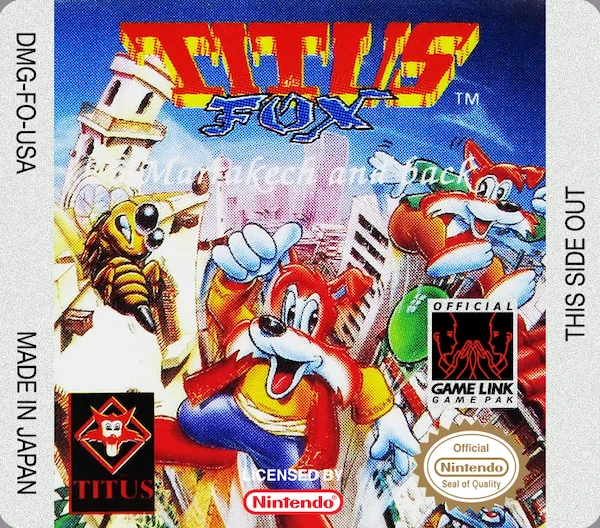 DMG-FO-USA
MADE IN JAPAN
TITUS
FOX
TM
To Marrakech and back
OFFICIAL
GAME LINK
GAME PAK
THIS SIDE OUT
TITUS
LICENSED BY
Nintendo
Official
Nintendo
Seal of Quality